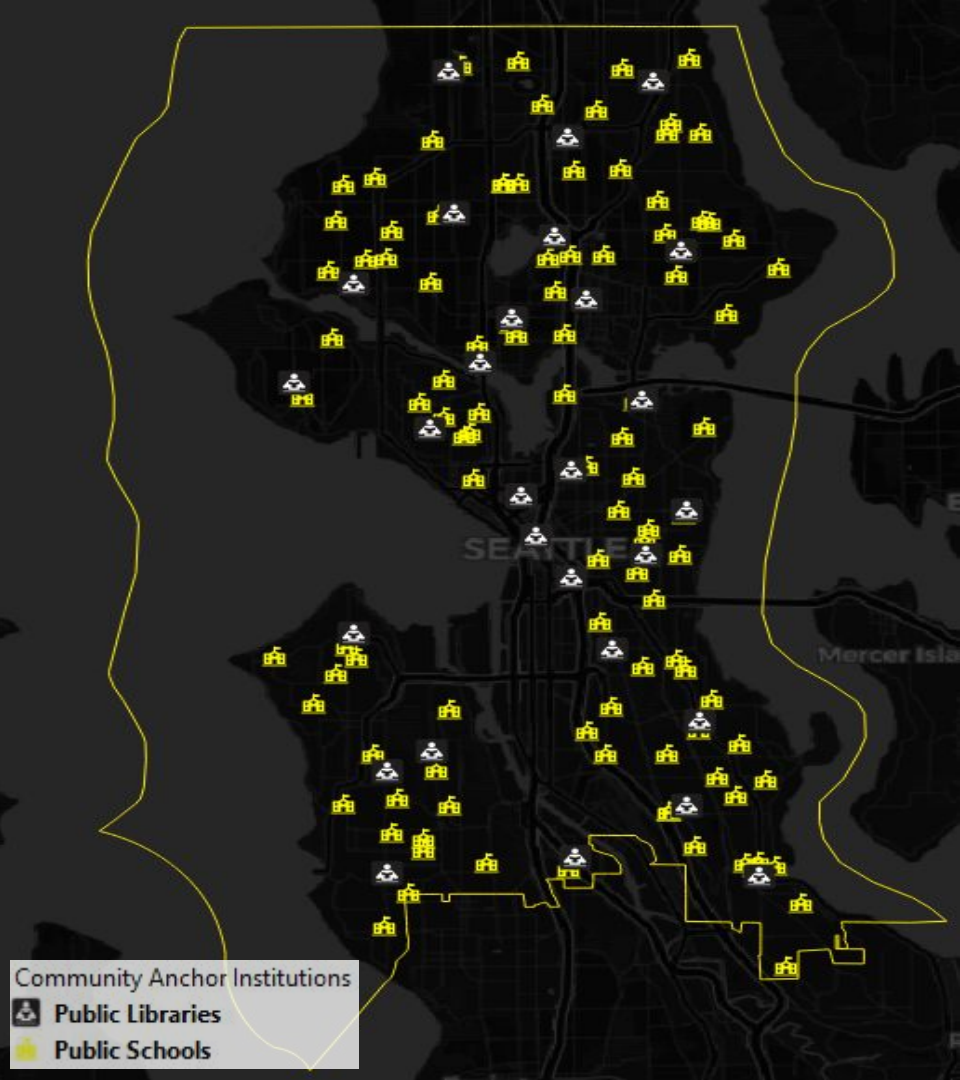 SEATTLE
Mercer Isla
Community Anchor Institutions
Public Libraries
Public Schools